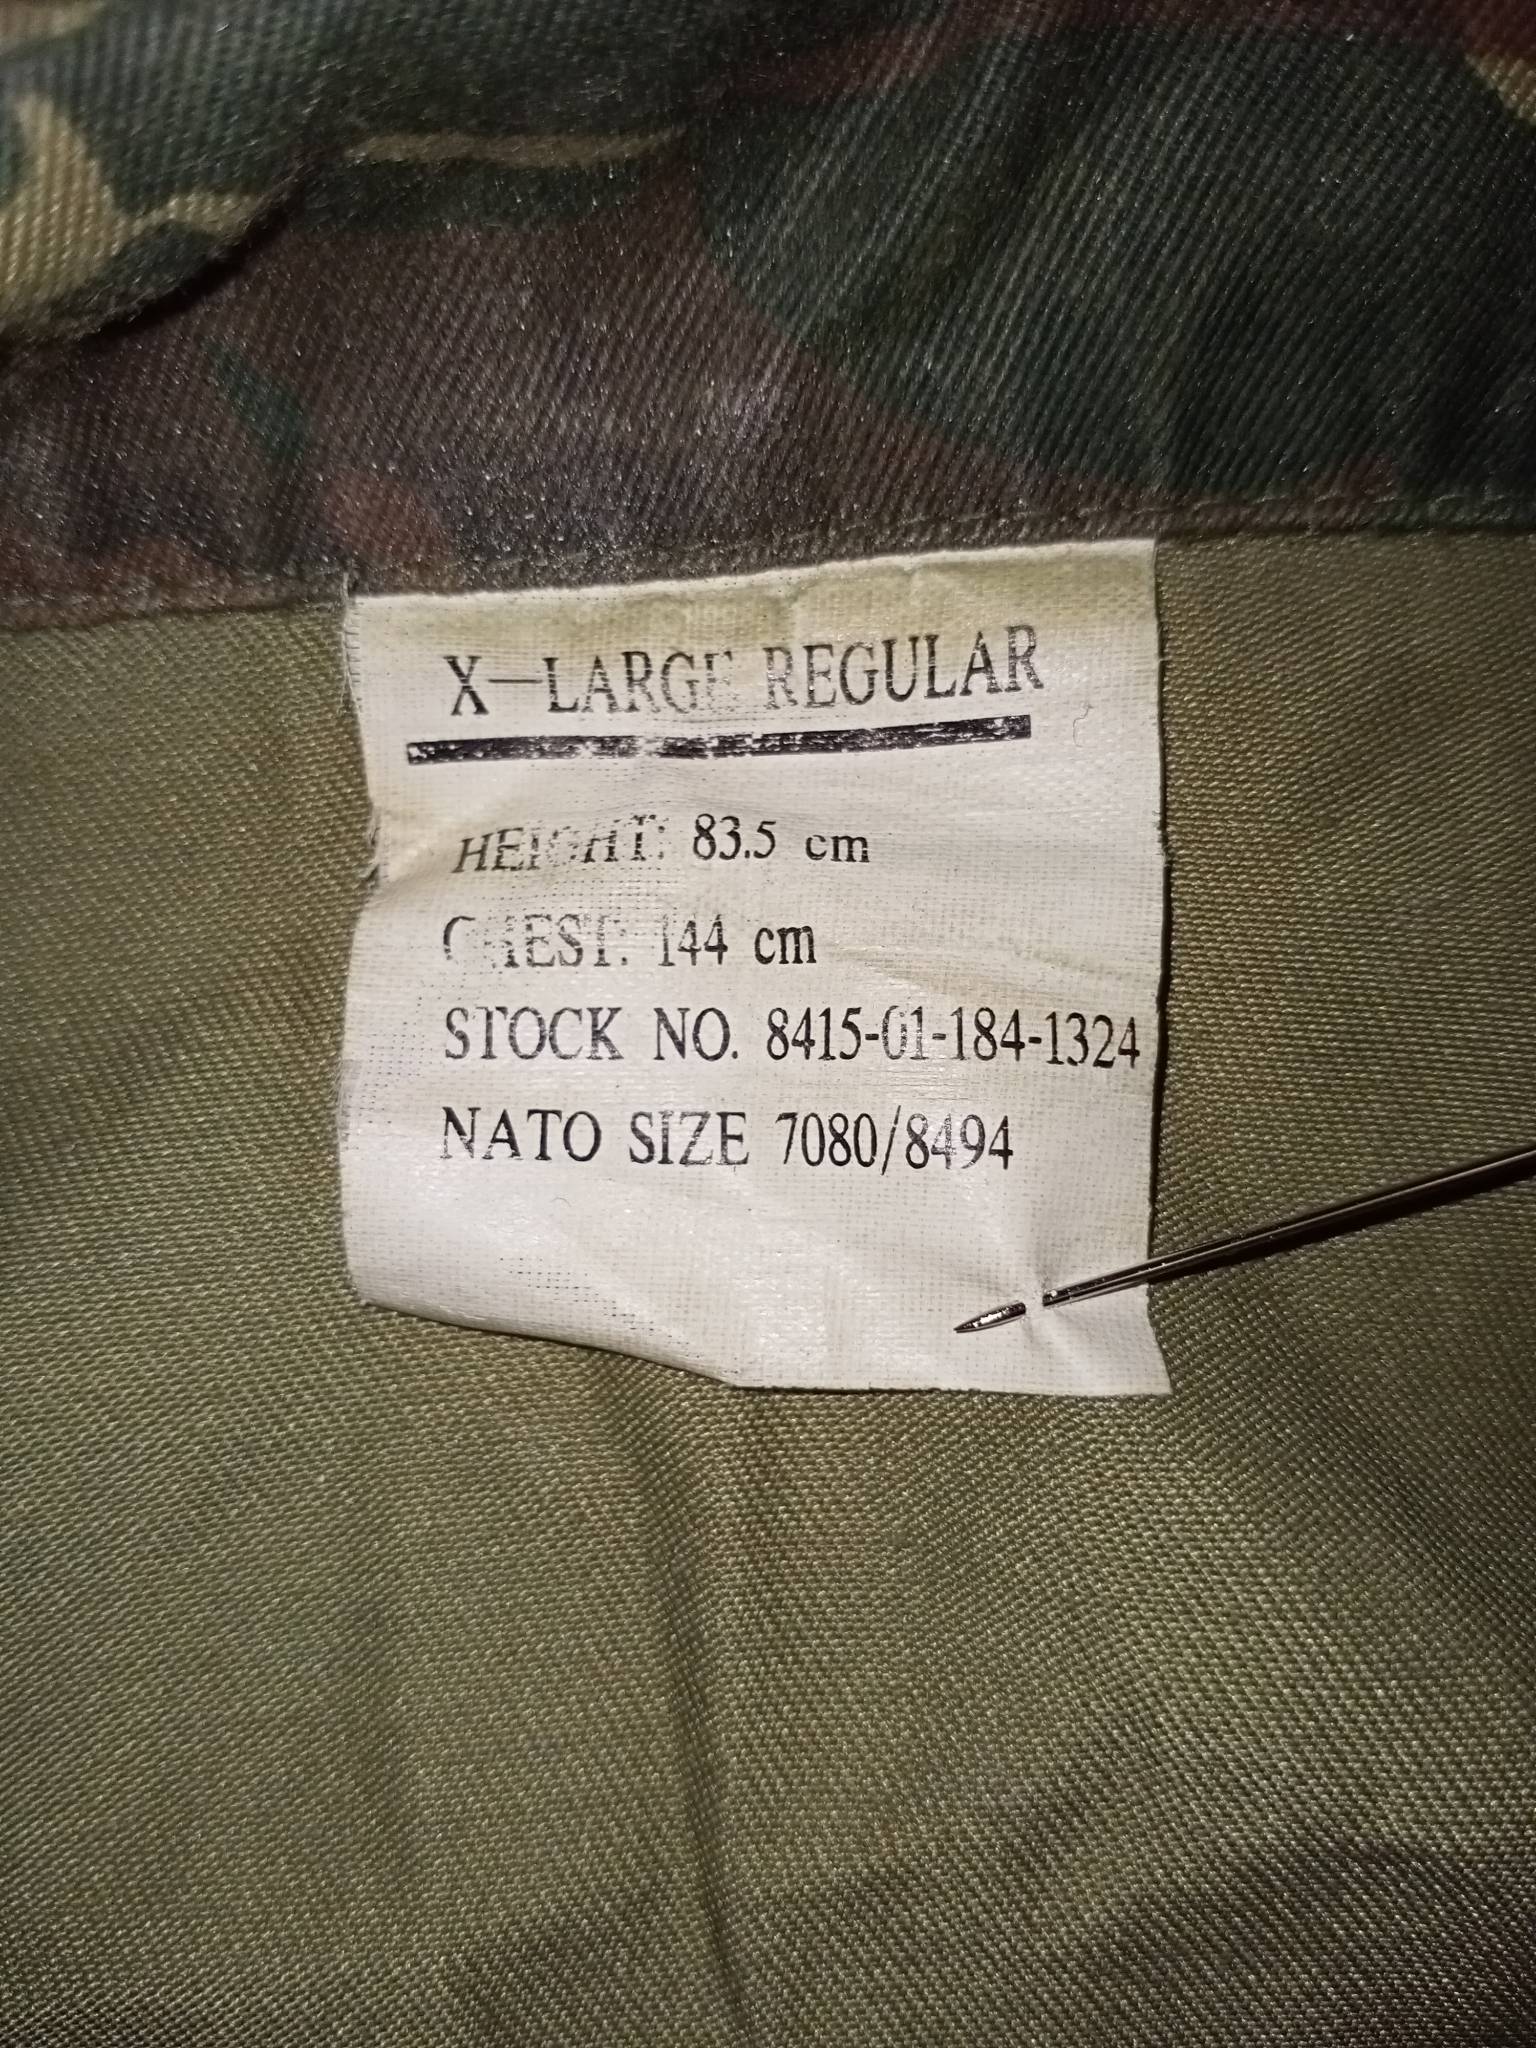 X-LARGE REGULAR
HEIGHT: 83.5 cm
CHEST: 144 cm
STOCK NO. 8415-01-184-1324
NATO SIZE 7080/8494